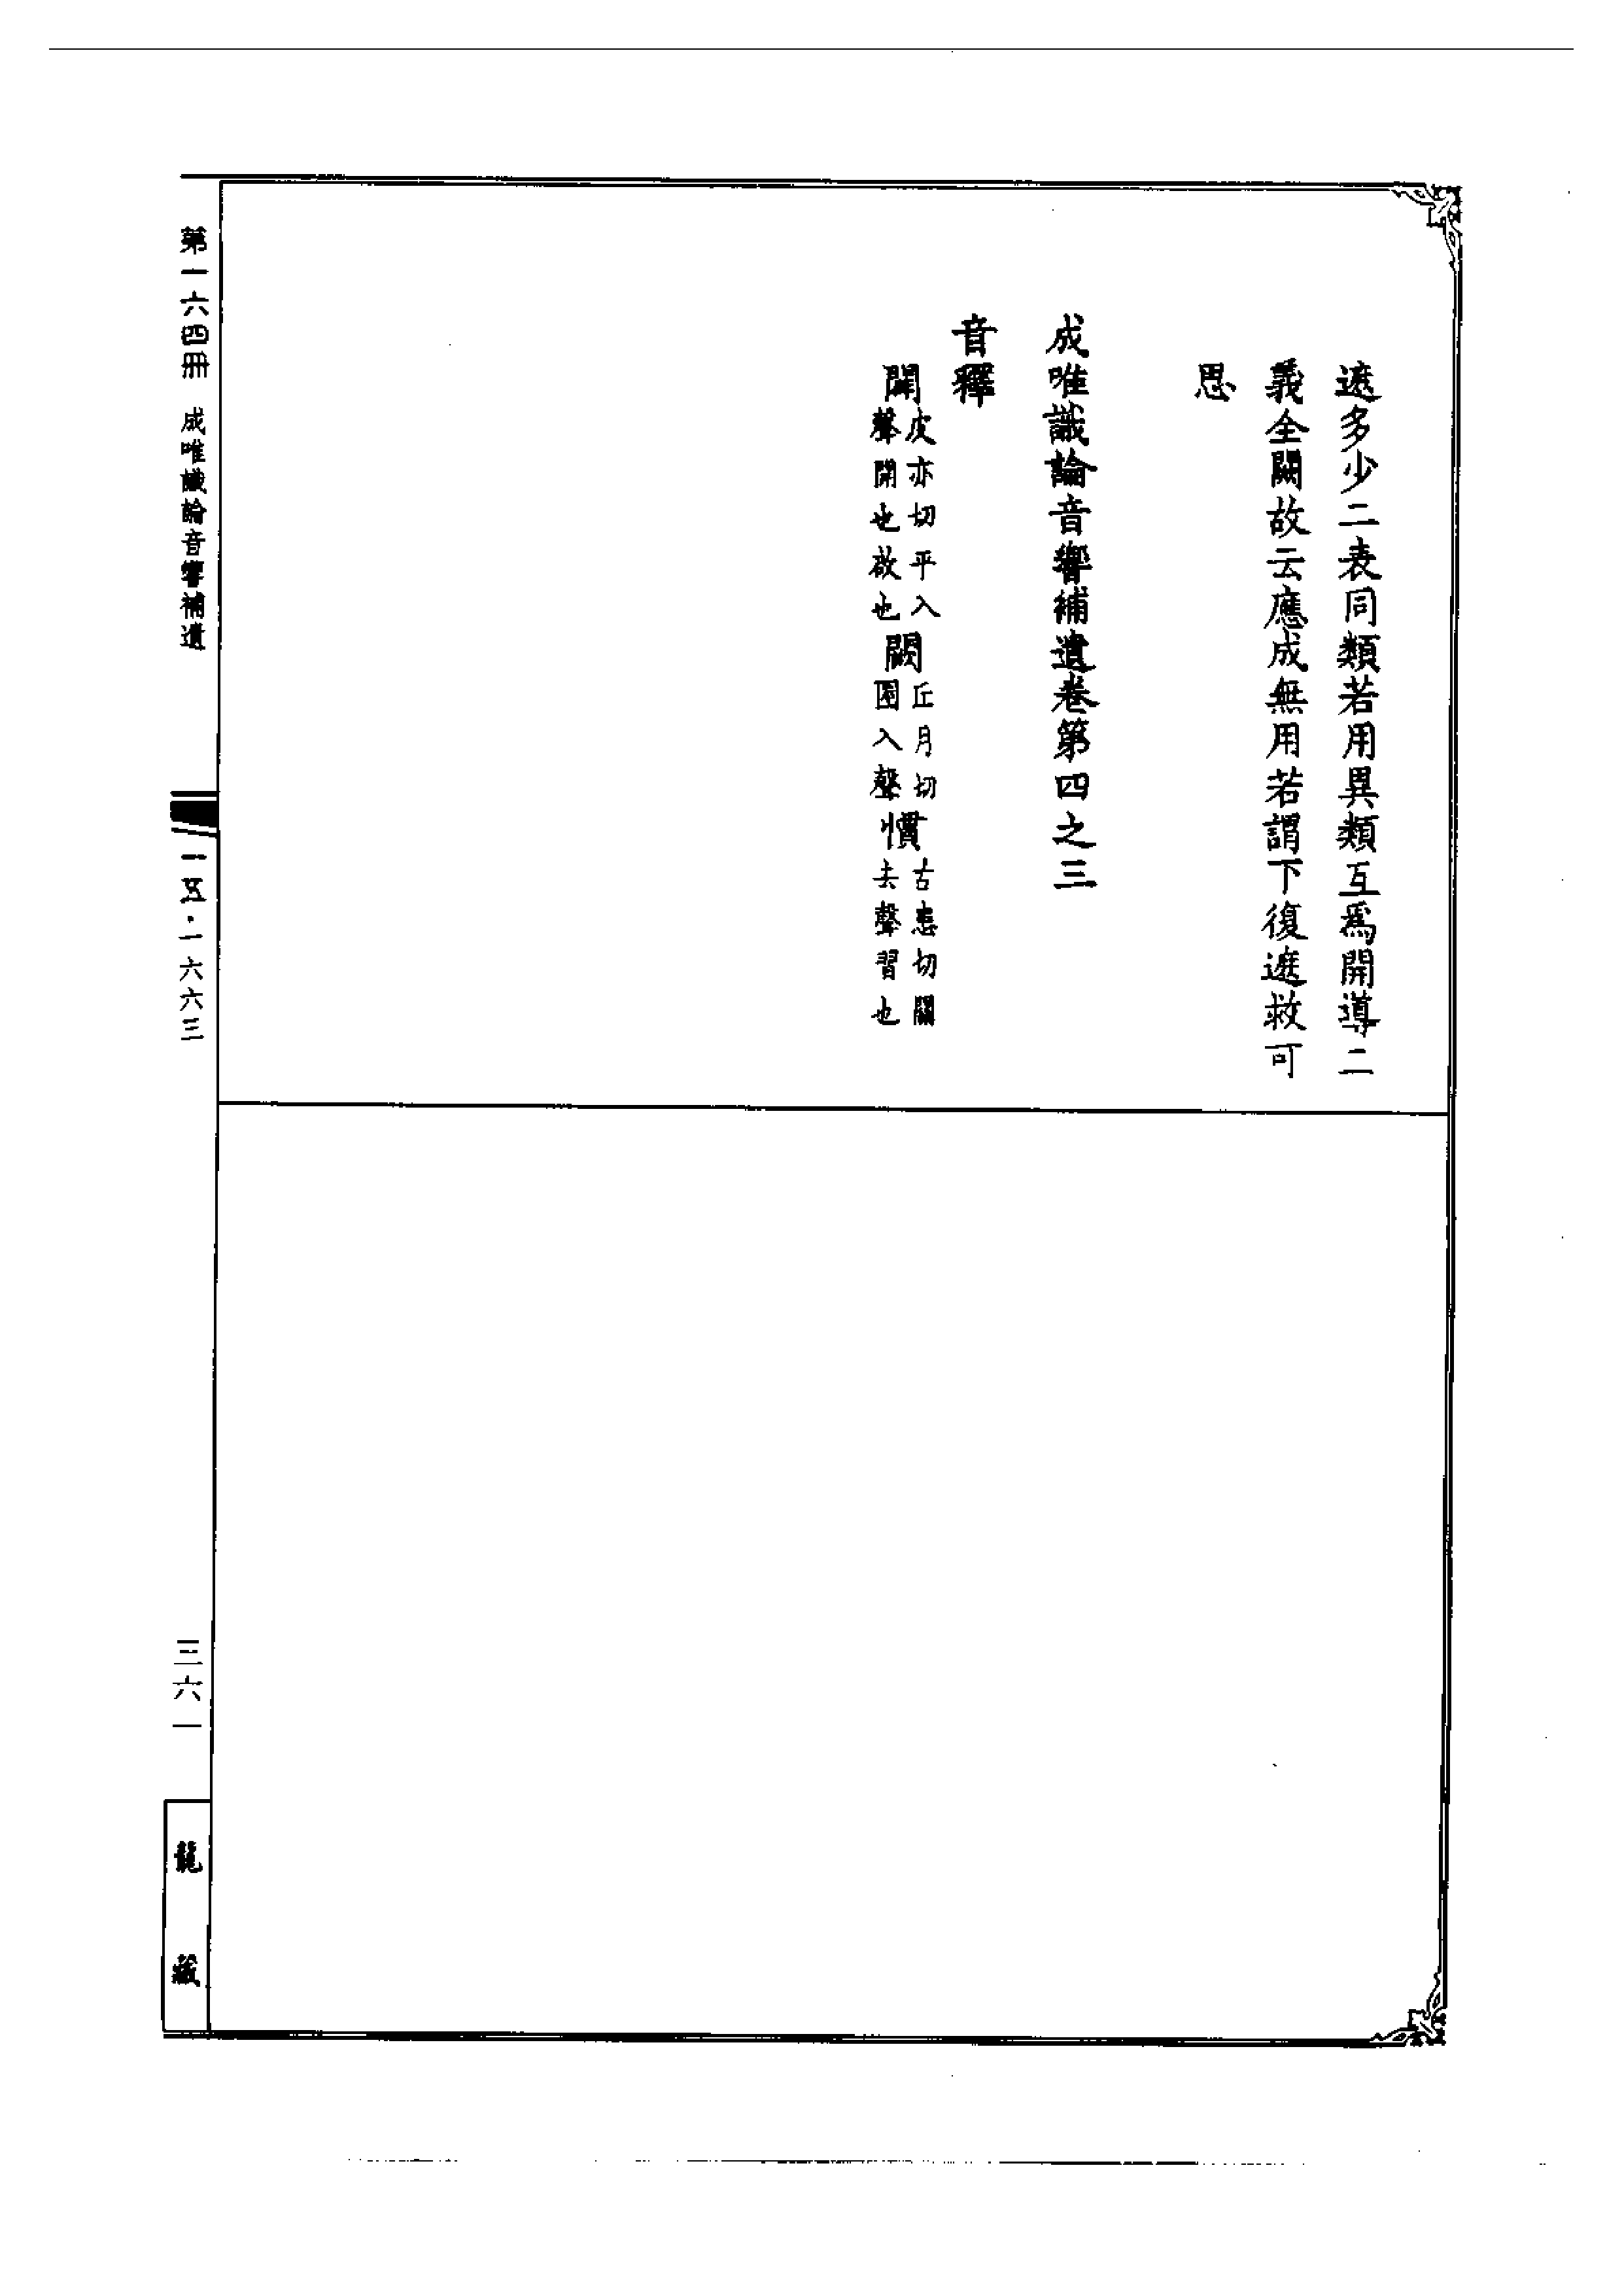 遮多少二表同類若用異類互爲開導二
義全闕故云應成無用若謂下復遮救可
思
成唯識論音響補遺卷第四之三
音釋
闢皮亦切平入聲開也啟也闕丘月切圈入聲慣古患切關去聲習也
第一六四冊 成唯識論音響補遺
一五·一六六三
三六一
龍藏